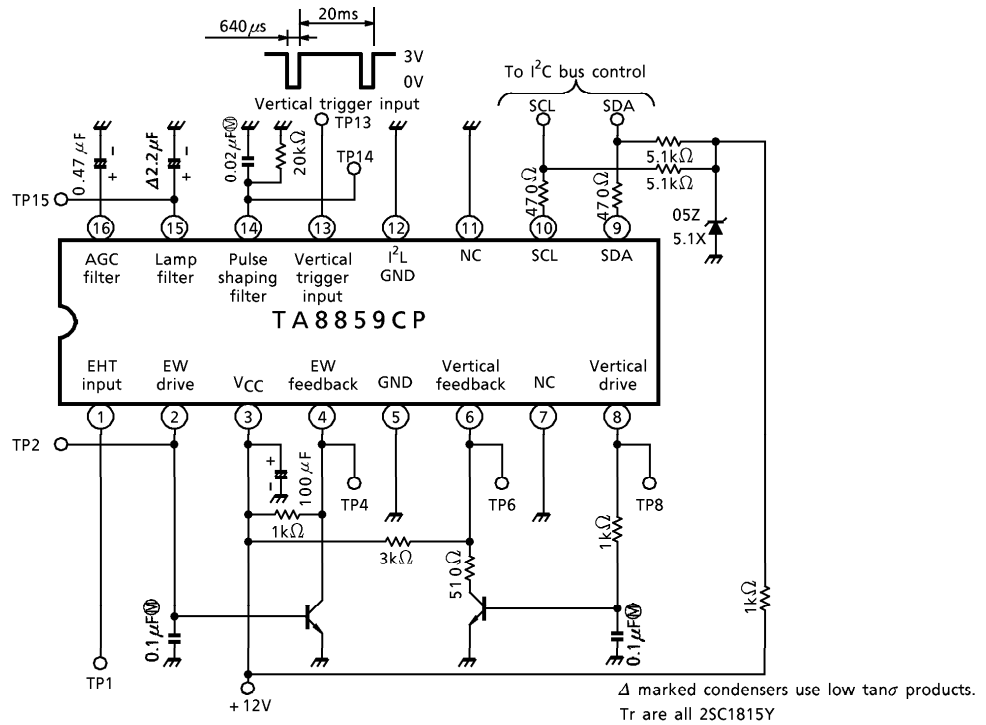 20ms
640μs
3V
0V
Vertical trigger input
To I²C bus control
SCL
SDA
TP13
TP14
TP15
0.47μF
- +
Δ2.2μF
- +
0.02μFⓂ
20kΩ
470Ω
470Ω
5.1kΩ
5.1kΩ
05Z
5.1X
16
15
14
13
12
11
10
9
AGC filter
Lamp filter
Pulse shaping filter
Vertical trigger input
I²L GND
NC
SCL
SDA
TA8859CP
EHT input
EW drive
VCC
EW feedback
GND
Vertical feedback
NC
Vertical drive
1
2
3
4
5
6
7
8
TP2
+
-
100μF
TP4
TP6
TP8
1kΩ
3kΩ
510Ω
1kΩ
1kΩ
0.1μFⓂ
0.1μFⓂ
TP1
+12V
Δ marked condensers use low tanσ products.
Tr are all 2SC1815Y